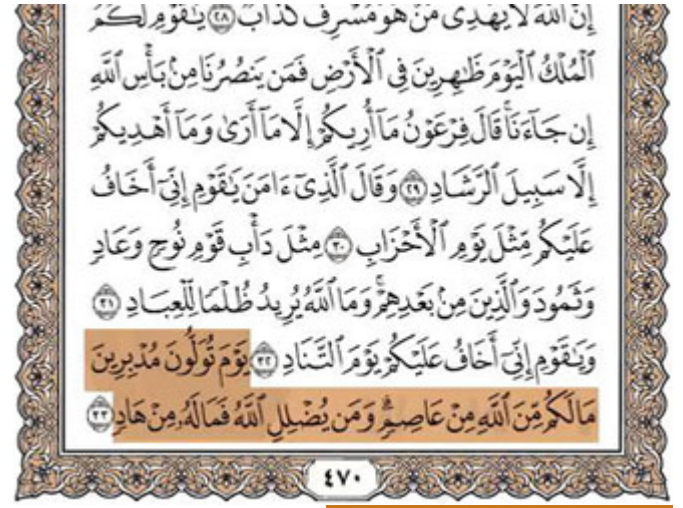 إِنَّ ٱللَّهَ لَا يَهْدِى مَنْ هُوَ مُسْرِفٌ كَذَّابٌ ۝٢٨ يَٰقَوْمِ لَكُمُ
ٱلْمُلْكُ ٱلْيَوْمَ ظَٰهِرِينَ فِى ٱلْأَرْضِ فَمَن يَنصُرُنَا مِنۢ بَأْسِ ٱللَّهِ
إِن جَآءَنَا ۚ قَالَ فِرْعَوْنُ مَآ أُرِيكُمْ إِلَّا مَآ أَرَىٰ وَمَآ أَهْدِيكُمْ
إِلَّا سَبِيلَ ٱلرَّشَادِ ۝٢٩ وَقَالَ ٱلَّذِىٓ ءَامَنَ يَٰقَوْمِ إِنِّىٓ أَخَافُ
عَلَيْكُم مِّثْلَ يَوْمِ ٱلْأَحْزَابِ ۝٣٠ مِثْلَ دَأْبِ قَوْمِ نُوحٍ وَعَادٍ
وَثَمُودَ وَٱلَّذِينَ مِنۢ بَعْدِهِمْ ۚ وَمَا ٱللَّهُ يُرِيدُ ظُلْمًا لِّلْعِبَادِ ۝٣١
وَيَٰقَوْمِ إِنِّىٓ أَخَافُ عَلَيْكُمْ يَوْمَ ٱلتَّنَادِ ۝٣٢ يَوْمَ تُوَلُّونَ مُدْبِرِينَ
مَا لَكُم مِّنَ ٱللَّهِ مِنْ عَاصِمٍ ۗ وَمَن يُضْلِلِ ٱللَّهُ فَمَا لَهُۥ مِنْ هَادٍ ۝٣٣
٤٧٠